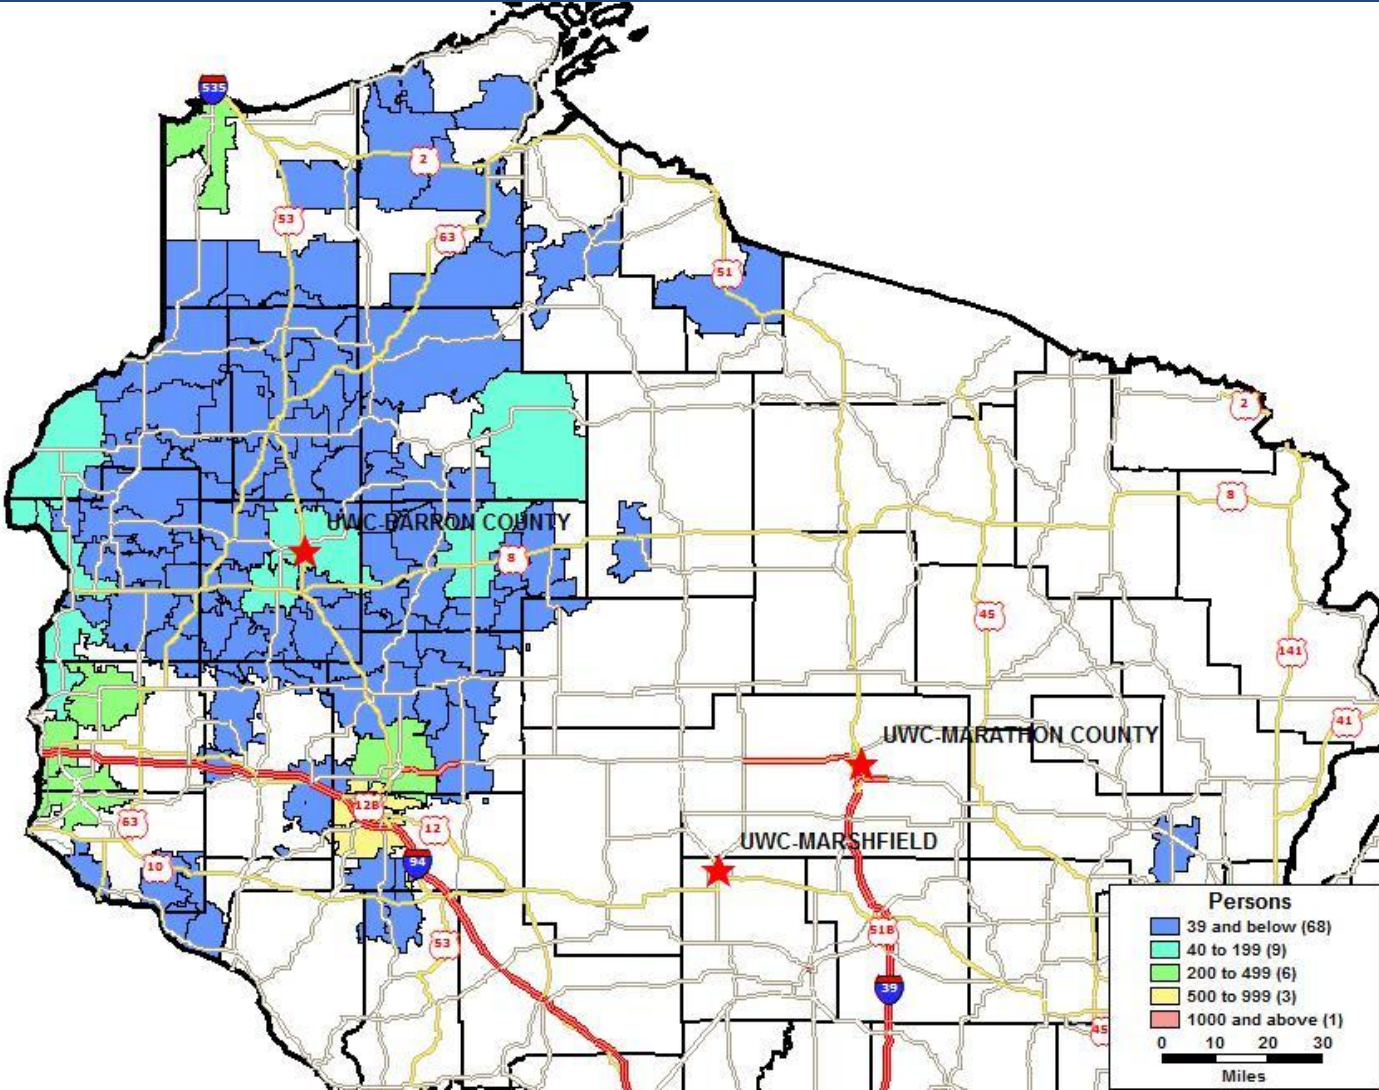 535
2
53
63
51
2
UWC-BARRON COUNTY
8
8
45
141
41
UWC-MARATHON COUNTY
12B
63
12
UWC-MARSHFIELD
10
94
53
51B
39
45
Persons
39 and below (68)
40 to 199 (9)
200 to 499 (6)
500 to 999 (3)
1000 and above (1)
0 10 20 30
Miles